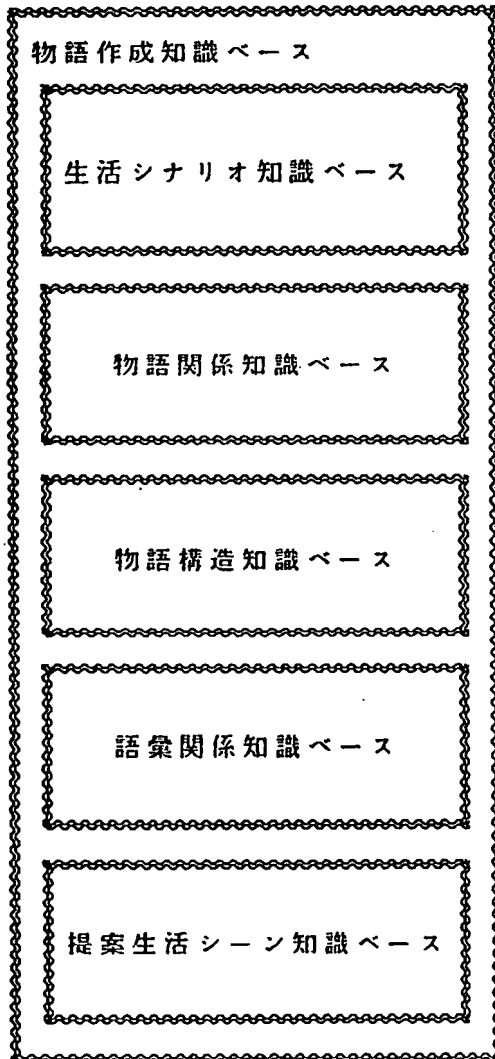 物語作成知識ベース
生活シナリオ知識ベース
物語関係知識ベース
物語構造知識ベース
語彙関係知識ベース
提案生活シーン知識ベース